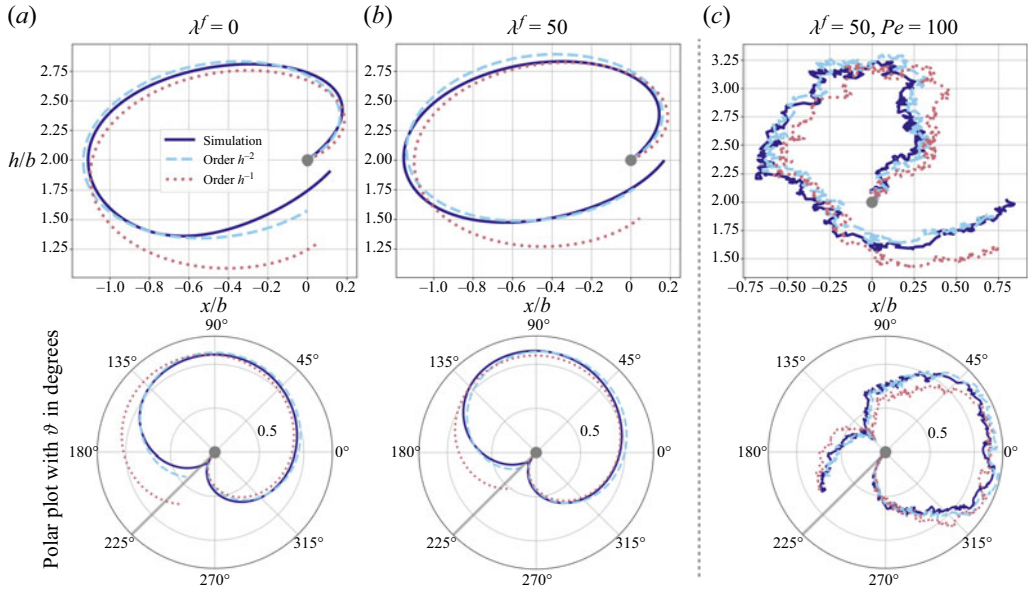 (a)
λ^f = 0
2.75
2.50
2.25
h/b 2.00
1.75
1.50
1.25
Simulation
Order h^−2
Order h^−1
−1.0 −0.8 −0.6 −0.4 −0.2 0 0.2
x/b
(b)
λ^f = 50
2.75
2.50
2.25
2.00
1.75
1.50
1.25
−1.0 −0.8 −0.6 −0.4 −0.2 0 0.2
x/b
(c)
λ^f = 50, Pe = 100
3.25
3.00
2.75
2.50
2.25
2.00
1.75
1.50
−0.75 −0.50 −0.25 0 0.25 0.50 0.75
x/b
Polar plot with ϑ in degrees
90°
135° 45°
180° 0.5 0°
225° 315°
270°
90°
135° 45°
180° 0.5 0°
225° 315°
270°
90°
135° 45°
180° 0.5 0°
225° 315°
270°